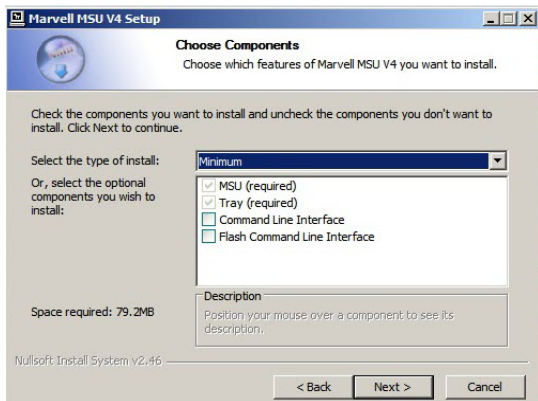 Marvell MSU V4 Setup
Choose Components
Choose which features of Marvell MSU V4 you want to install.
Check the components you want to install and uncheck the components you don't want to
install. Click Next to continue.
Select the type of install:
Minimum
Or, select the optional
components you wish to
install:
MSU (required)
Tray (required)
Command Line Interface
Flash Command Line Interface
Space required: 79.2MB
Description
Position your mouse over a component to see its
description.
Nullsoft Install System v2.46
< Back
Next >
Cancel